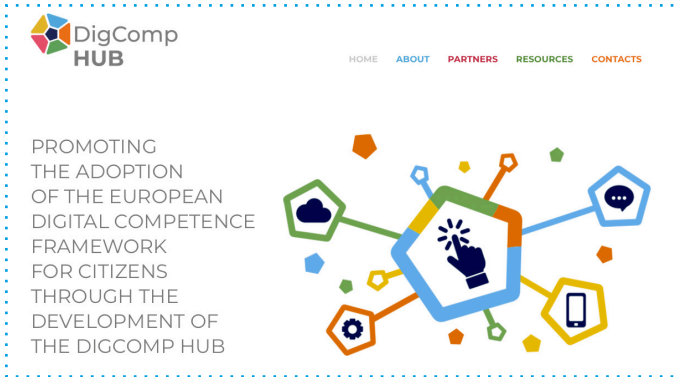 DigComp
HUB
HOME ABOUT PARTNERS RESOURCES CONTACTS
PROMOTING
THE ADOPTION
OF THE EUROPEAN
DIGITAL COMPETENCE
FRAMEWORK
FOR CITIZENS
THROUGH THE
DEVELOPMENT OF
THE DIGCOMP HUB